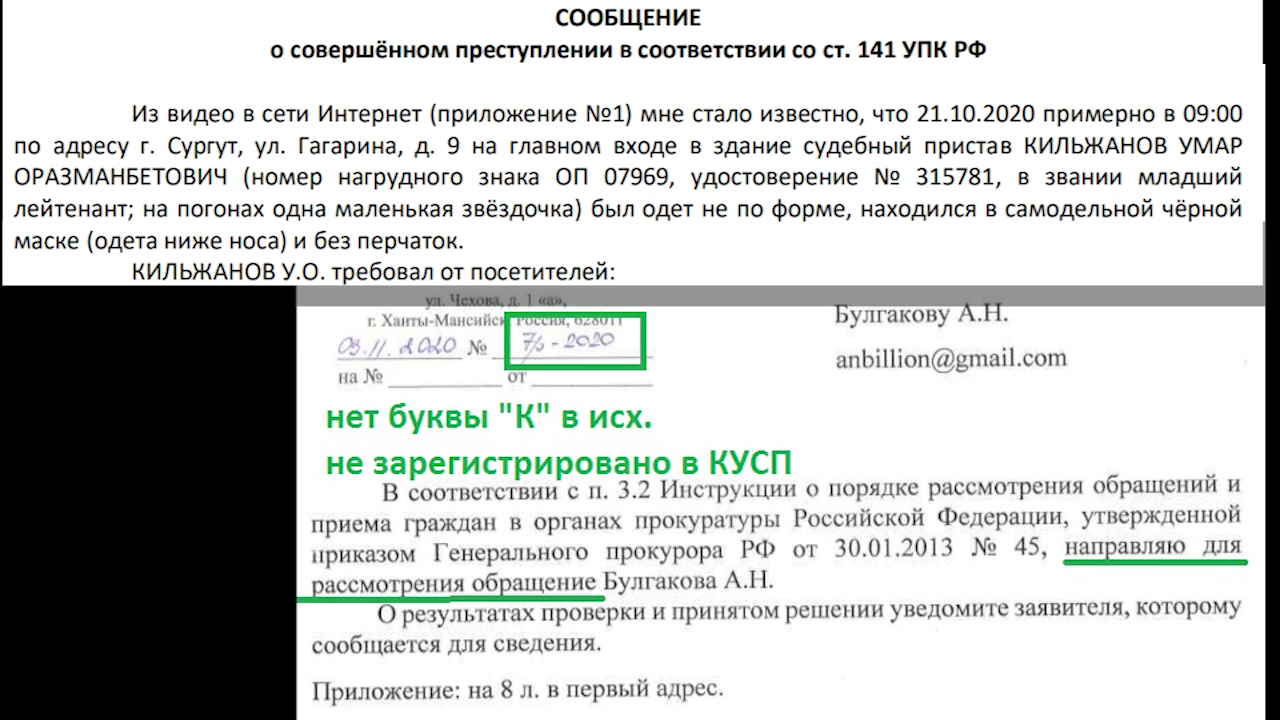 СООБЩЕНИЕ
о совершённом преступлении в соответствии со ст. 141 УПК РФ
Из видео в сети Интернет (приложение №1) мне стало известно, что 21.10.2020 примерно в 09:00
по адресу г. Сургут, ул. Гагарина, д. 9 на главном входе в здание судебный пристав КИЛЬЖАНОВ УМАР
ОРАЗМАНБЕТОВИЧ (номер нагрудного знака ОП 07969, удостоверение № 315781, в звании младший
лейтенант; на погонах одна маленькая звёздочка) был одет не по форме, находился в самодельной чёрной
маске (одета ниже носа) и без перчаток.
КИЛЬЖАНОВ У.О. требовал от посетителей:
ул. Чехова, д. 1 «а»,
г. Ханты-Мансийск, Россия, 628011
03.11.2020 № 7/3-2020
на № от
Булгакову А.Н.
anbillion@gmail.com
нет буквы "К" в исх.
не зарегистрировано в КУСП
В соответствии с п. 3.2 Инструкции о порядке рассмотрения обращений и
приема граждан в органах прокуратуры Российской Федерации, утвержденной
приказом Генерального прокурора РФ от 30.01.2013 № 45, направляю для
рассмотрения обращение Булгакова А.Н.
О результатах проверки и принятом решении уведомите заявителя, которому
сообщается для сведения.
Приложение: на 8 л. в первый адрес.